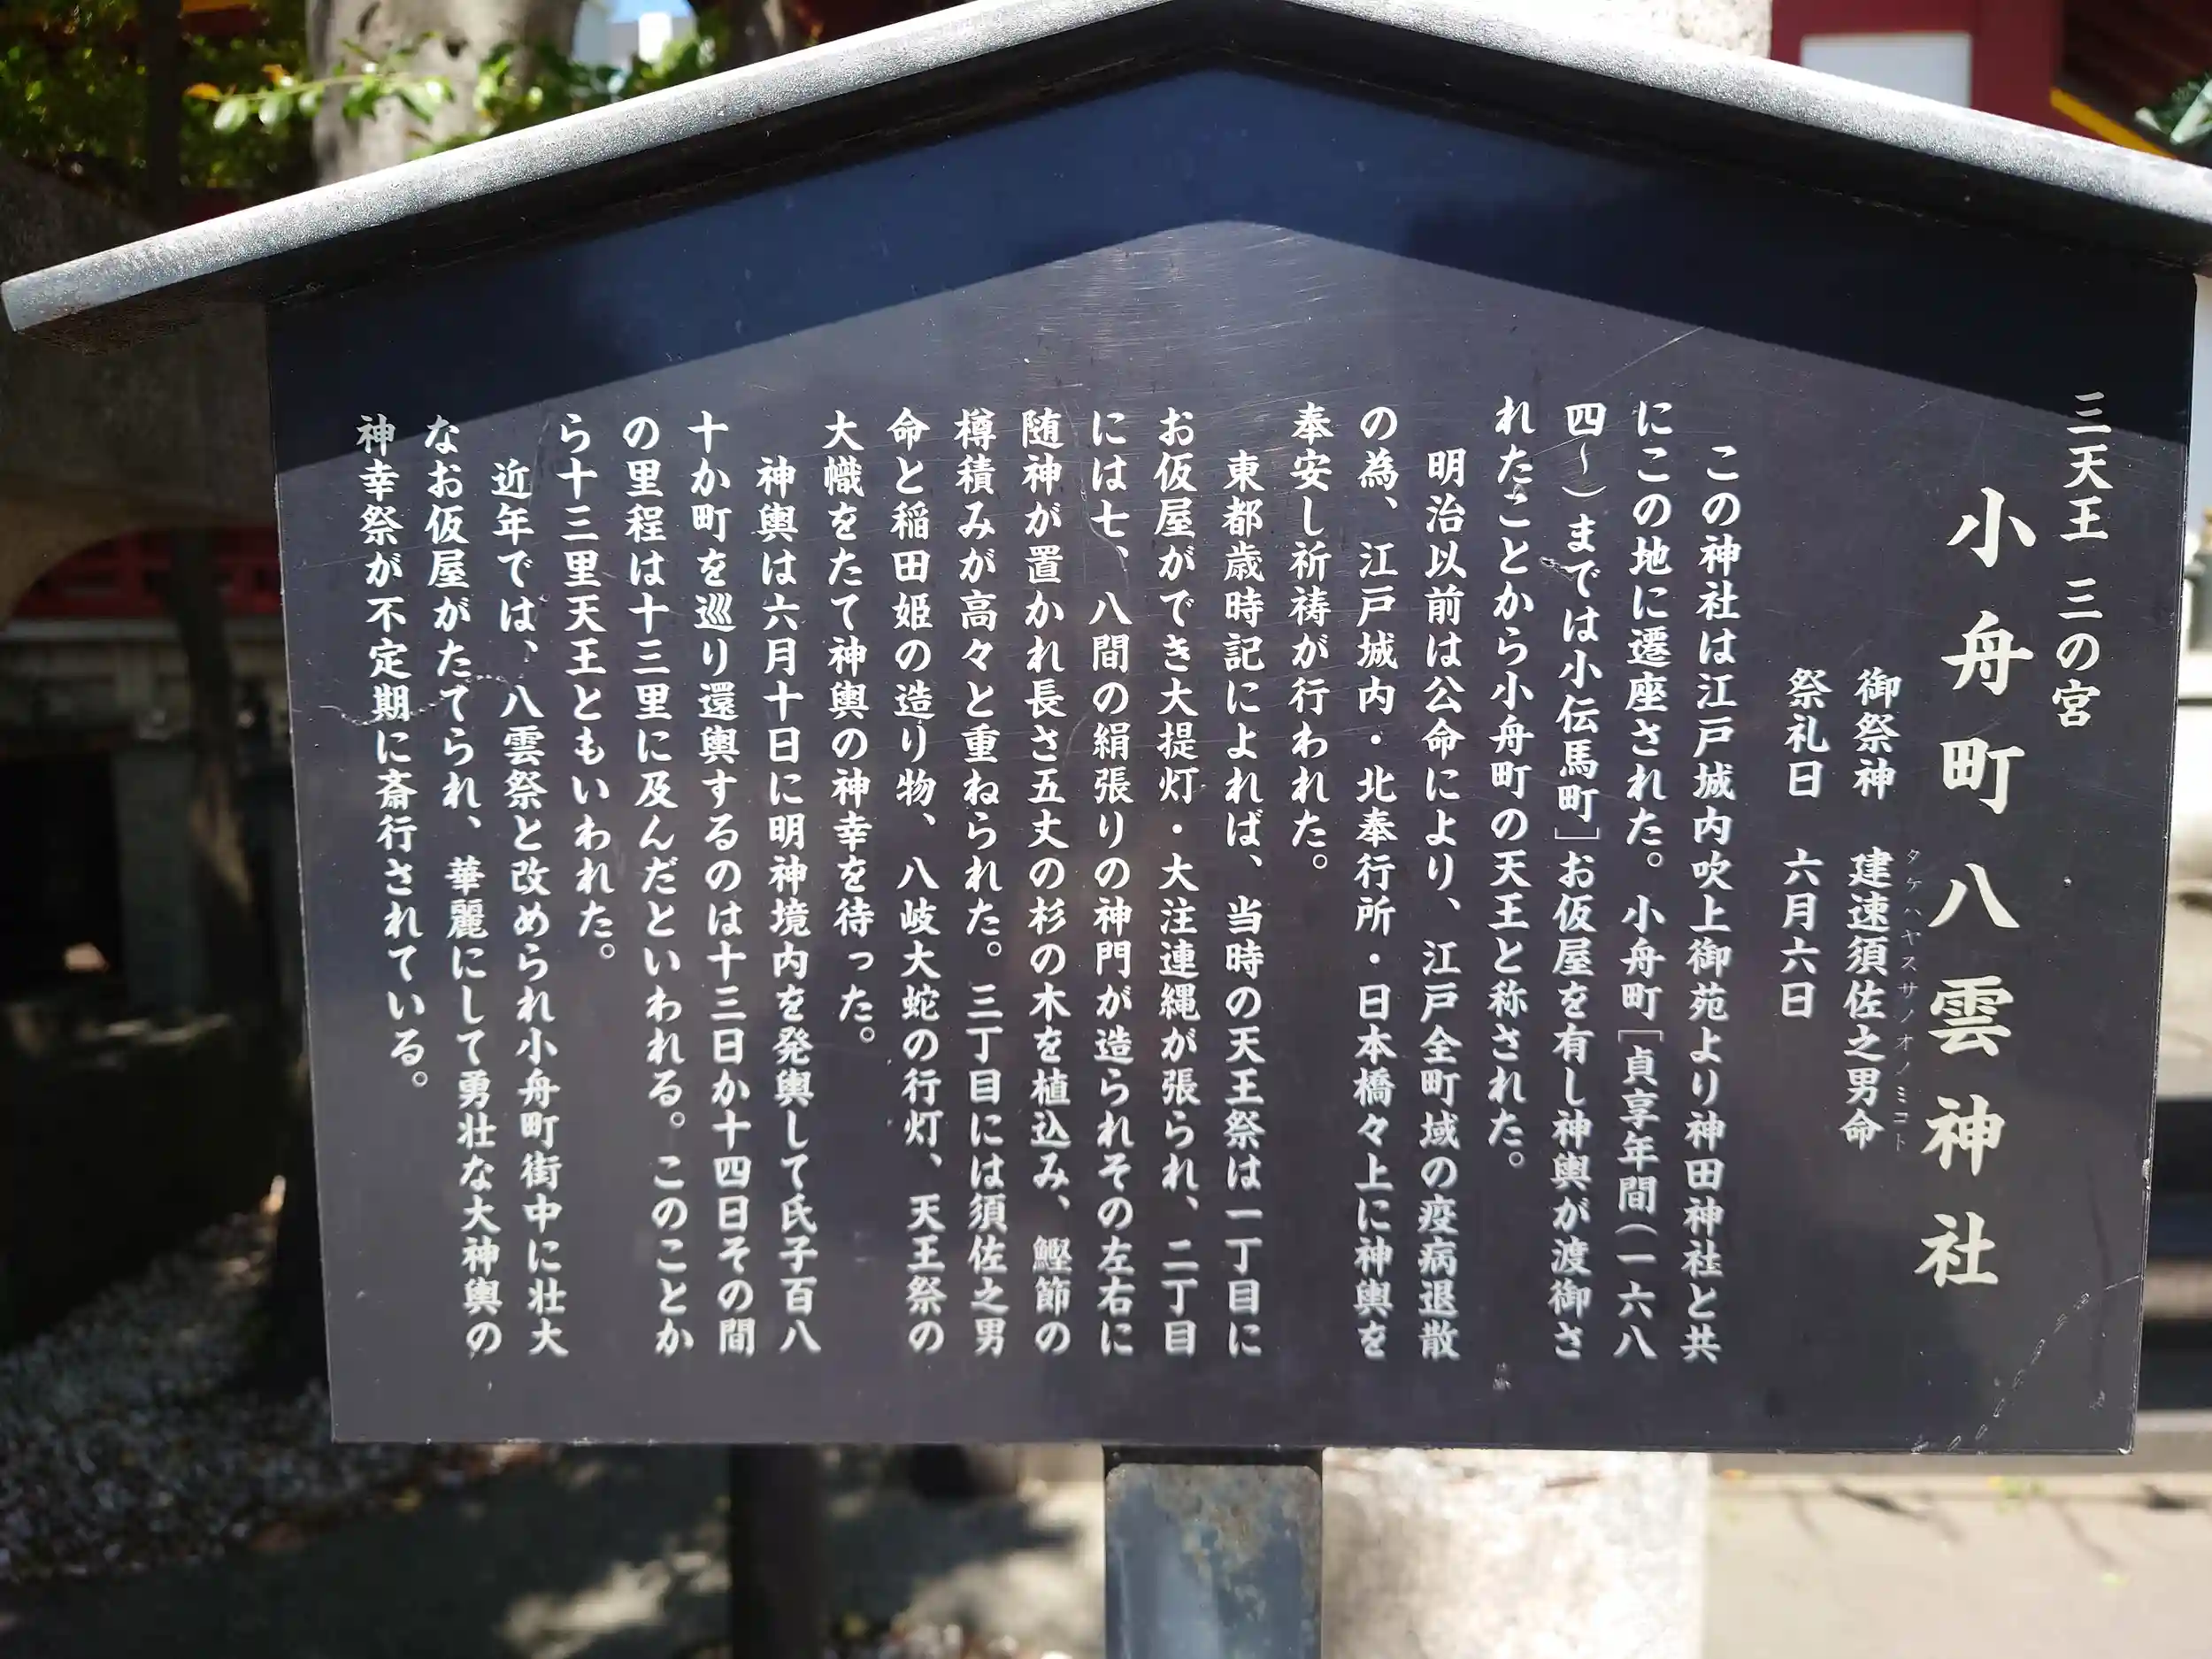 三天王 三の宮
小舟町八雲神社
タケハヤスサノオノミコト
御祭神 建速須佐之男命
祭礼日 六月六日
この神社は江戸城内吹上御苑より神田神社と共
にこの地に遷座された。小舟町[貞享年間(一六八
四〜)までは小伝馬町]お仮屋を有し神輿が渡御さ
れたことから小舟町の天王と称された。
明治以前は公命により、江戸全町域の疫病退散
の為、江戸城内・北奉行所・日本橋々上に神輿を
奉安し祈祷が行われた。
東都歳時記によれば、当時の天王祭は一丁目に
お仮屋ができ大提灯・大注連縄が張られ、二丁目
には七、八間の絹張りの神門が造られその左右に
随神が置かれ長さ五丈の杉の木を植込み、鰹節の
樽積みが高々と重ねられた。三丁目には須佐之男
命と稲田姫の造り物、八岐大蛇の行灯、天王祭の
大幟をたて神輿の神幸を待った。
神輿は六月十日に明神境内を発輿して氏子百八
十か町を巡り還輿するのは十三日か十四日その間
の里程は十三里に及んだといわれる。このことか
ら十三里天王ともいわれた。
近年では、八雲祭と改められ小舟町街中に壮大
なお仮屋がたてられ、華麗にして勇壮な大神輿の
神幸祭が不定期に斎行されている。